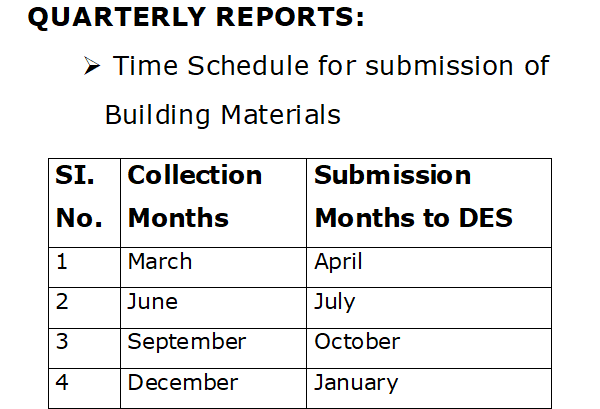 QUARTERLY REPORTS:
➢ Time Schedule for submission of
Building Materials
SI. No. Collection Months Submission Months to DES
1 March April
2 June July
3 September October
4 December January